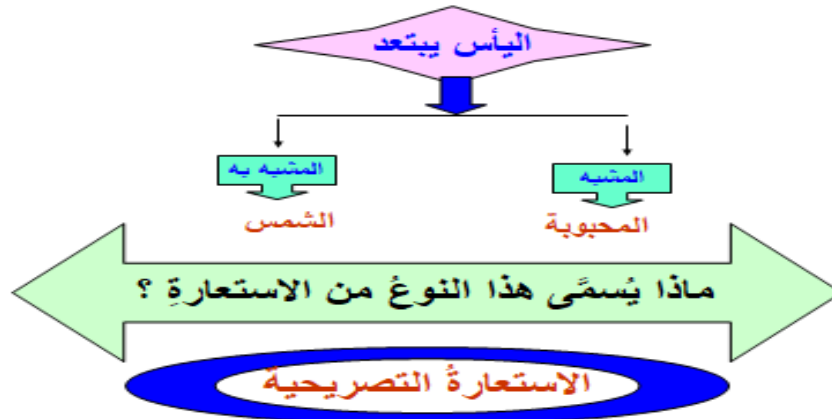 اليأس يبتعد
المشبه
المشبه به
المحبوبة
الشمس
ماذا يُسمَّى هذا النوعُ من الاستعارةِ ؟
الاستعارةُ التصريحية